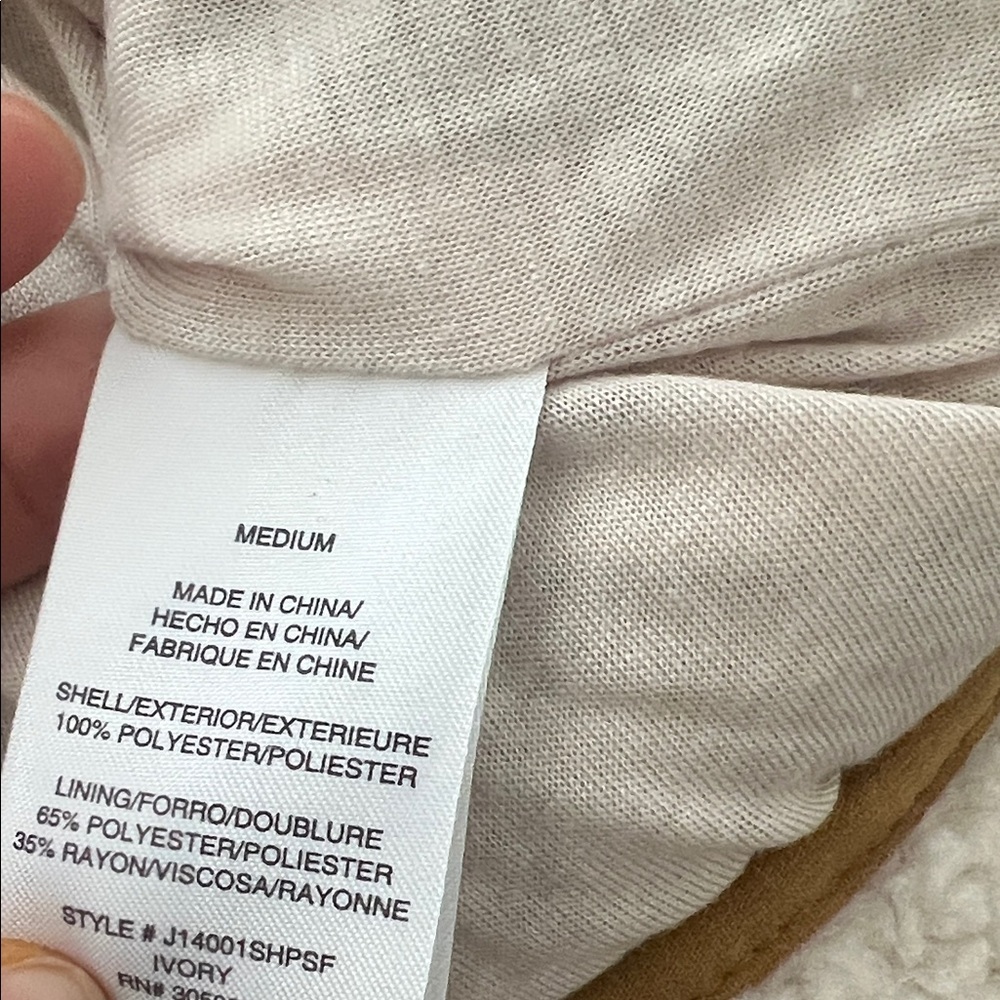 MEDIUM
MADE IN CHINA/
HECHO EN CHINA/
FABRIQUE EN CHINE
SHELL/EXTERIOR/EXTERIEURE
100% POLYESTER/POLIESTER
LINING/FORRO/DOUBLURE
65% POLYESTER/POLIESTER
35% RAYON/VISCOSA/RAYONNE
STYLE # J14001SHPSF
IVORY
RN#